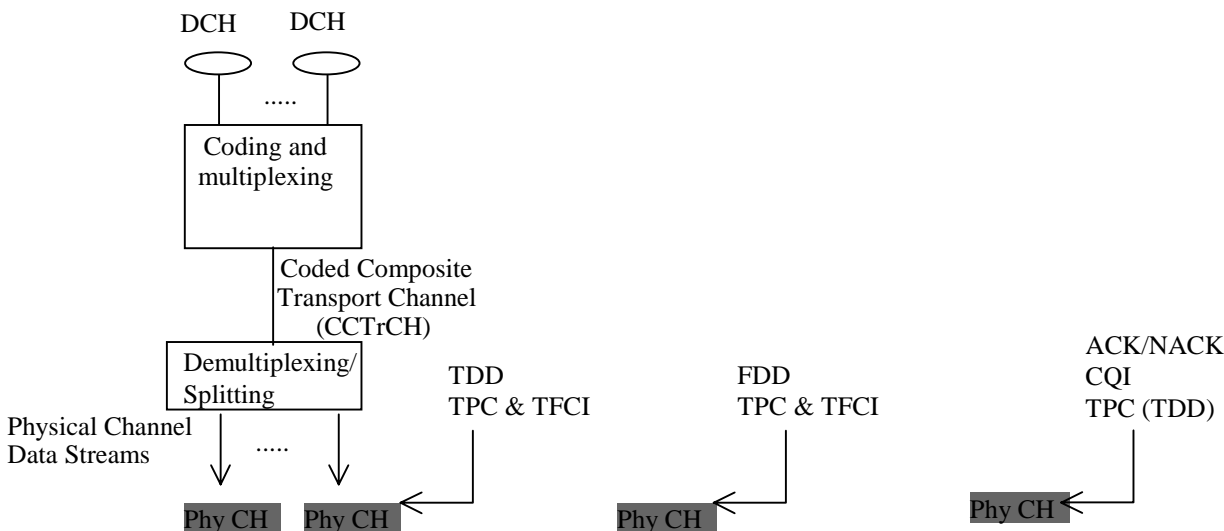 DCH DCH
.....
Coding and
multiplexing
Coded Composite
Transport Channel
(CCTrCH)
Demultiplexing/
Splitting
Physical Channel
Data Streams
.....
TDD
TPC & TFCI
FDD
TPC & TFCI
ACK/NACK
CQI
TPC (TDD)
Phy CH Phy CH Phy CH Phy CH